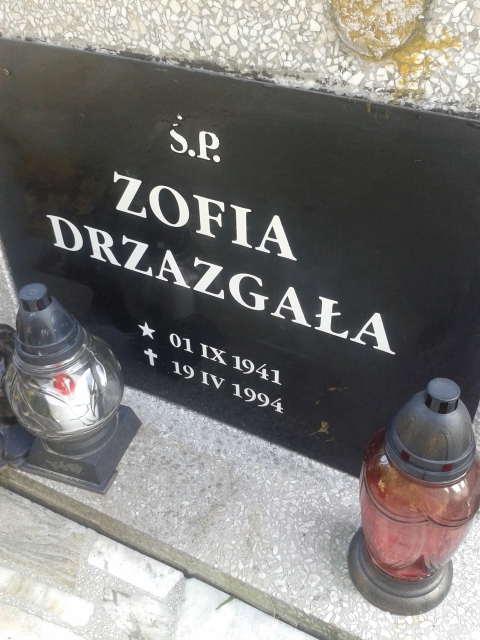 Ś.P.
ZOFIA
DRZAZGAŁA
★ 01 IX 1941
✝ 19 IV 1994